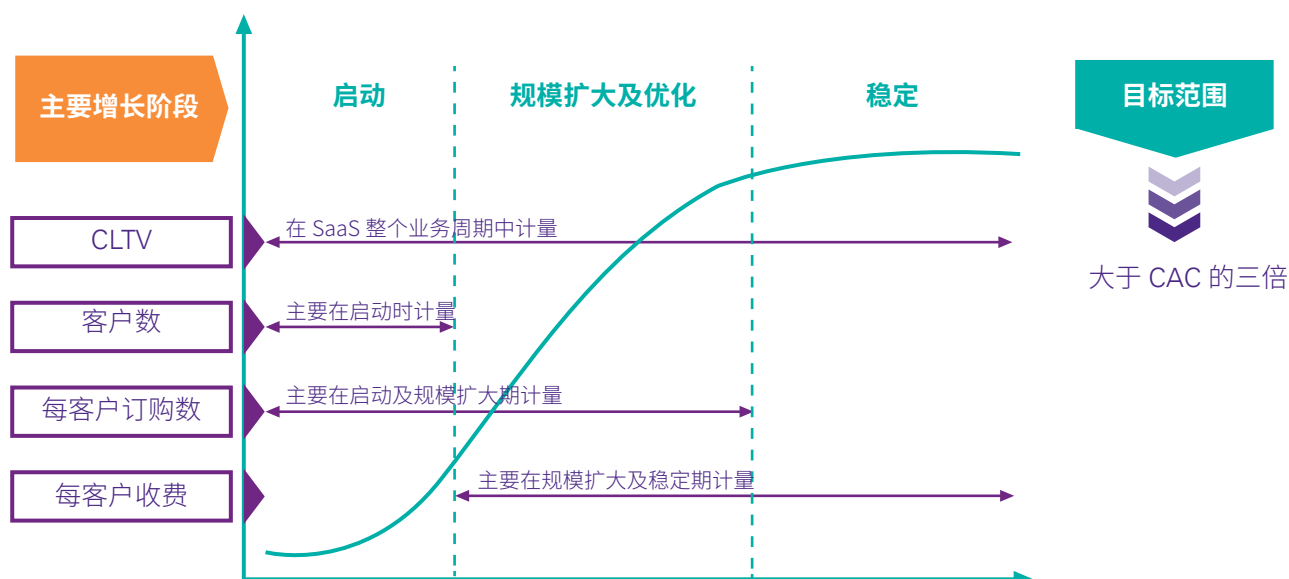 主要增长阶段
启动
规模扩大及优化
稳定
目标范围
CLTV
在 SaaS 整个业务周期中计量
大于 CAC 的三倍
客户数
主要在启动时计量
每客户订购数
主要在启动及规模扩大期计量
每客户收费
主要在规模扩大及稳定期计量